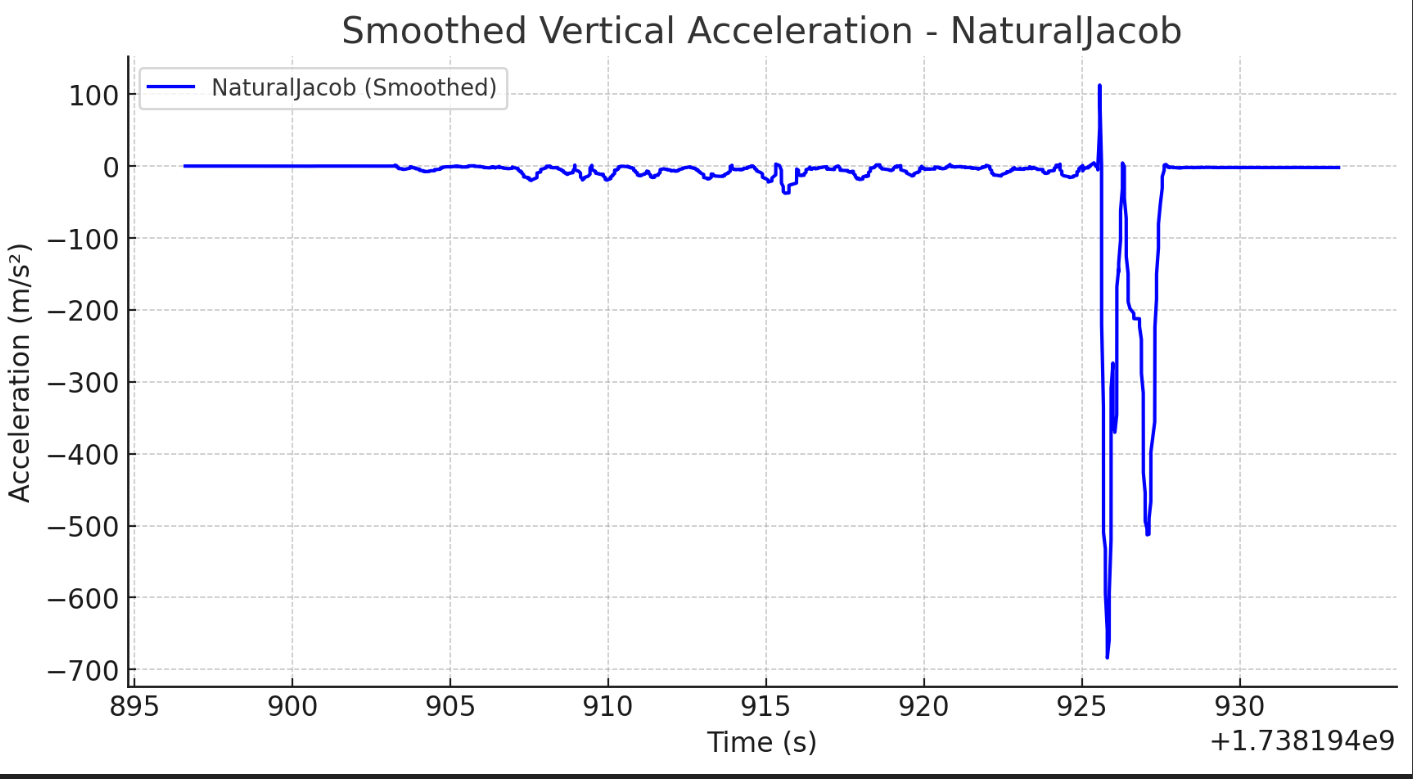 Smoothed Vertical Acceleration - NaturalJacob
NaturalJacob (Smoothed)
Acceleration (m/s²)
100
0
−100
−200
−300
−400
−500
−600
−700
895 900 905 910 915 920 925 930
Time (s)
+1.738194e9